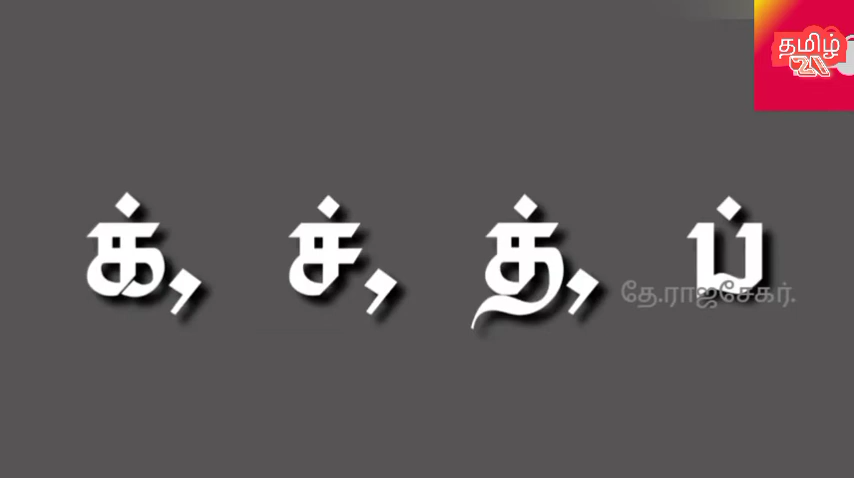 தமிழ்
க், ச், த், ப்
தே.ராஜசேகர்.